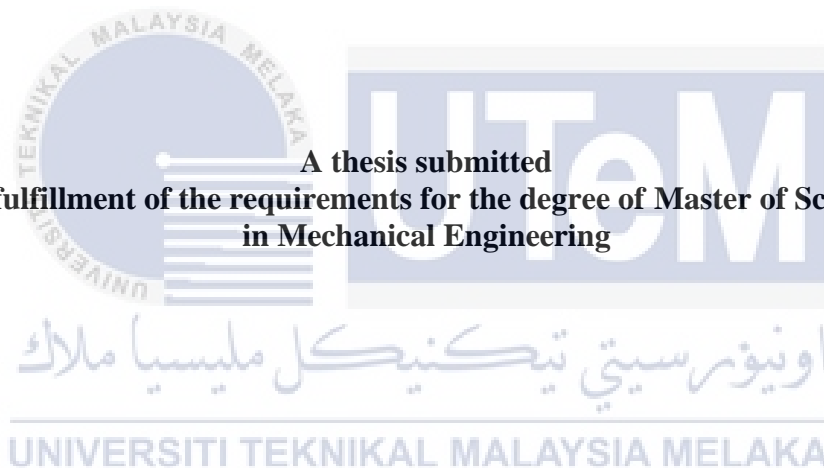 UNIVERSITI TEKNIKAL MALAYSIA MELAKA
UTeM
A thesis submitted
fulfillment of the requirements for the degree of Master of Sc
in Mechanical Engineering
اونيۏرسيتي تيكنيكل مليسيا ملاك
UNIVERSITI TEKNIKAL MALAYSIA MELAKA